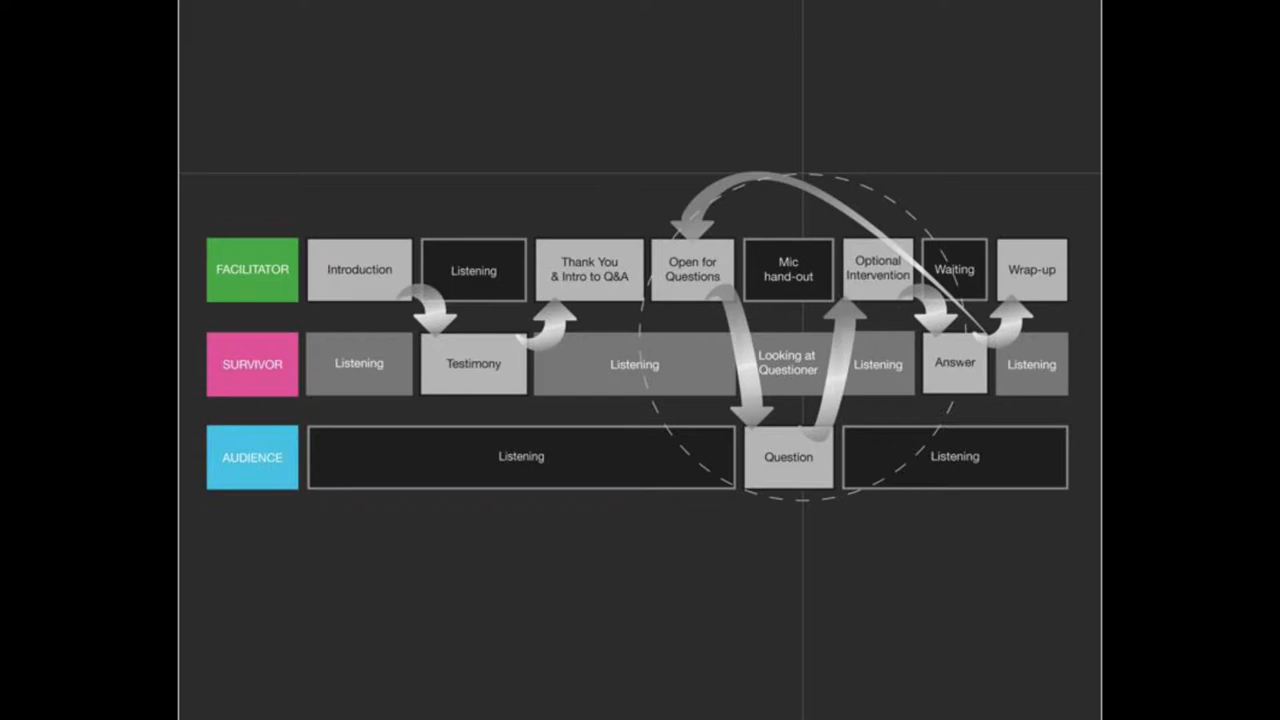 FACILITATOR
Introduction
Listening
Thank You
& Intro to Q&A
Open for
Questions
Mic
hand-out
Optional
Intervention
Waiting
Wrap-up
SURVIVOR
Listening
Testimony
Listening
Looking at
Questioner
Listening
Answer
Listening
AUDIENCE
Listening
Question
Listening